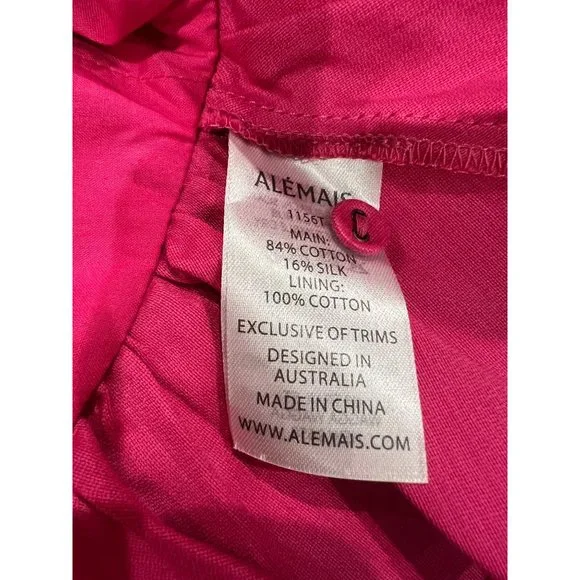 ALÉMAIS
1156T
MAIN:
84% COTTON
16% SILK
LINING:
100% COTTON
EXCLUSIVE OF TRIMS
DESIGNED IN
AUSTRALIA
MADE IN CHINA
WWW.ALEMAIS.COM